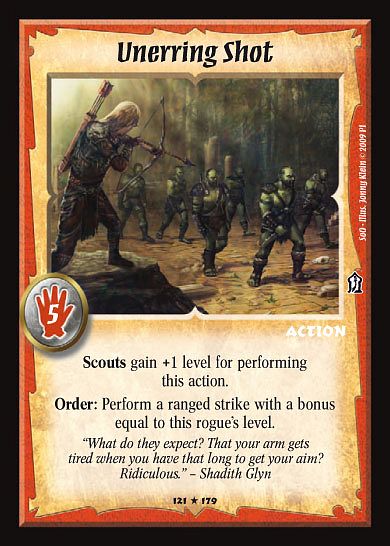 Unerring Shot
SoO - Illus. Jonny Klein © 2009 PI
5
ACTION
Scouts gain +1 level for performing
this action.
Order: Perform a ranged strike with a bonus
equal to this rogue's level.
"What do they expect? That your arm gets
tired when you have that long to get your aim?
Ridiculous." – Shadith Glyn
121 ★ 179